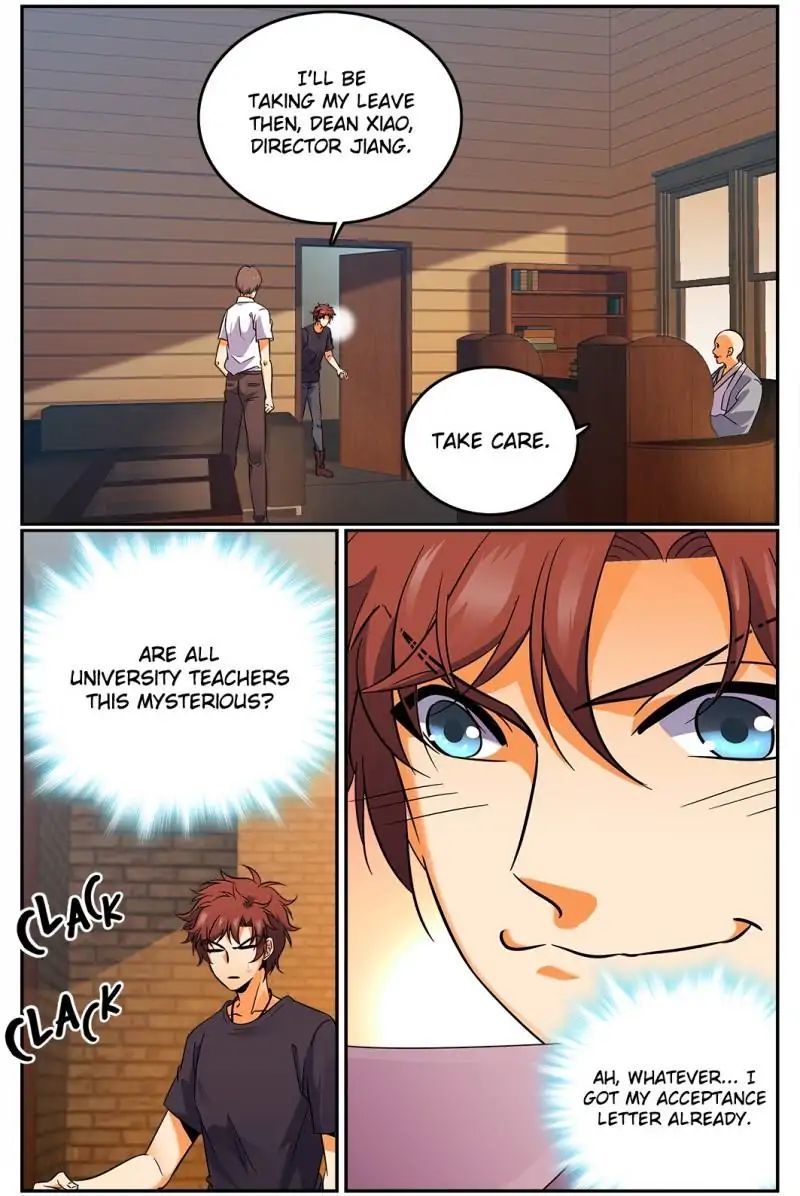 I'LL BE
TAKING MY LEAVE
THEN, DEAN XIAO,
DIRECTOR JIANG.
TAKE CARE.
ARE ALL
UNIVERSITY TEACHERS
THIS MYSTERIOUS?
CLACK
CLACK
AH, WHATEVER... I
GOT MY ACCEPTANCE
LETTER ALREADY.